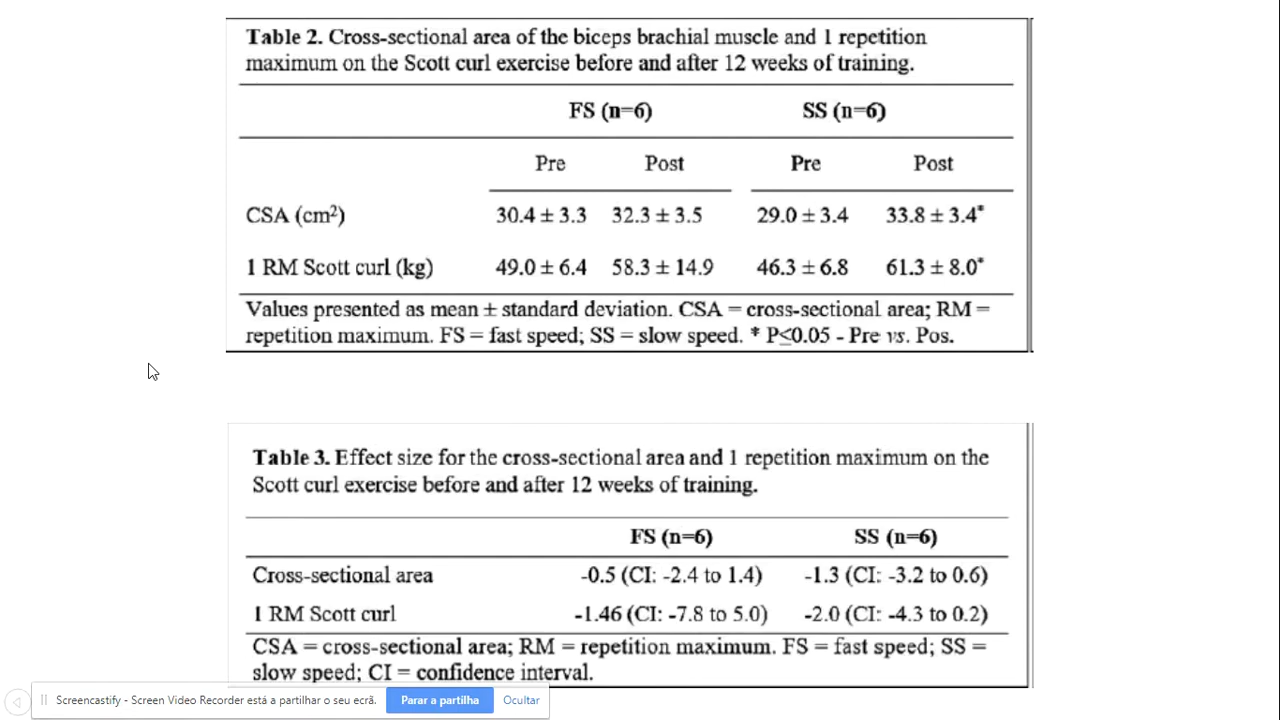 Table 2. Cross-sectional area of the biceps brachial muscle and 1 repetition
maximum on the Scott curl exercise before and after 12 weeks of training.
FS (n=6) SS (n=6)
Pre Post Pre Post
CSA (cm²) 30.4 ± 3.3 32.3 ± 3.5 29.0 ± 3.4 33.8 ± 3.4*
1 RM Scott curl (kg) 49.0 ± 6.4 58.3 ± 14.9 46.3 ± 6.8 61.3 ± 8.0*
Values presented as mean ± standard deviation. CSA = cross-sectional area; RM =
repetition maximum. FS = fast speed; SS = slow speed. * P≤0.05 - Pre vs. Pos.
Table 3. Effect size for the cross-sectional area and 1 repetition maximum on the
Scott curl exercise before and after 12 weeks of training.
FS (n=6) SS (n=6)
Cross-sectional area -0.5 (CI: -2.4 to 1.4) -1.3 (CI: -3.2 to 0.6)
1 RM Scott curl -1.46 (CI: -7.8 to 5.0) -2.0 (CI: -4.3 to 0.2)
CSA = cross-sectional area; RM = repetition maximum. FS = fast speed; SS =
slow speed; CI = confidence interval.
Screencastify - Screen Video Recorder está a partilhar o seu ecrã. Parar a partilha Ocultar